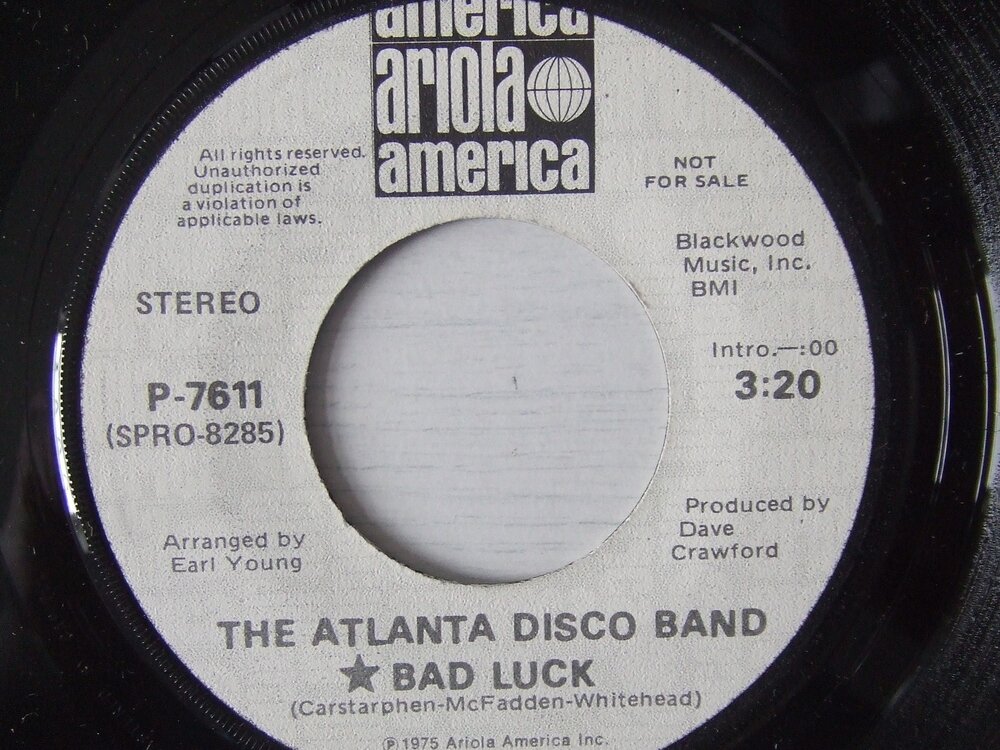 america
ariola
america
All rights reserved.
Unauthorized
duplication is
a violation of
applicable laws.
NOT
FOR SALE
Blackwood
Music, Inc.
BMI
STEREO
Intro.—:00
3:20
P-7611
(SPRO-8285)
Produced by
Dave
Crawford
Arranged by
Earl Young
THE ATLANTA DISCO BAND
★ BAD LUCK
(Carstarphen-McFadden-Whitehead)
℗ 1975 Ariola America Inc.